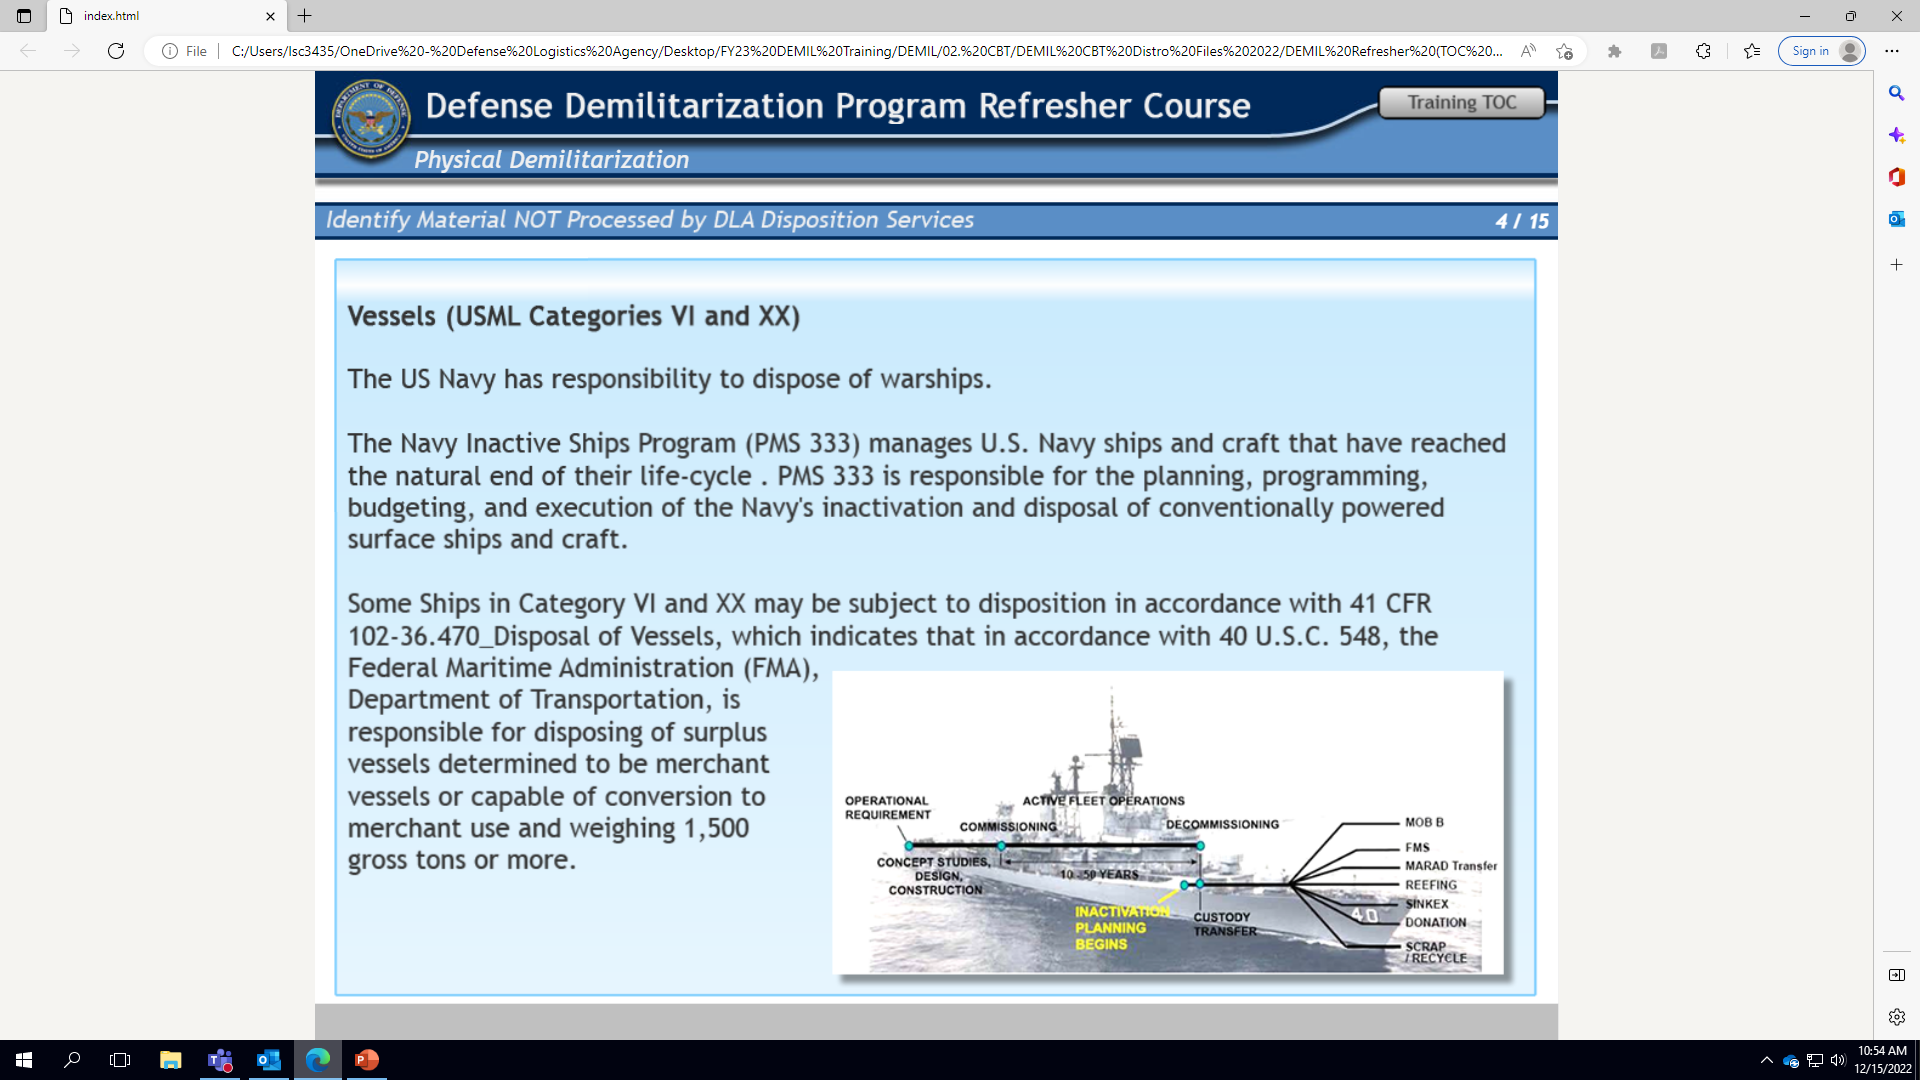 index.html
File
C:/Users/lsc3435/OneDrive%20-%20Defense%20Logistics%20Agency/Desktop/FY23%20DEMIL%20Training/DEMIL/02.%20CBT/DEMIL%20CBT%20Distro%20Files%202022/DEMIL%20Refresher%20(TOC%20...
Sign in
Defense Demilitarization Program Refresher Course
Training TOC
Physical Demilitarization
Identify Material NOT Processed by DLA Disposition Services
4 / 15
Vessels (USML Categories VI and XX)
The US Navy has responsibility to dispose of warships.
The Navy Inactive Ships Program (PMS 333) manages U.S. Navy ships and craft that have reached
the natural end of their life-cycle . PMS 333 is responsible for the planning, programming,
budgeting, and execution of the Navy's inactivation and disposal of conventionally powered
surface ships and craft.
Some Ships in Category VI and XX may be subject to disposition in accordance with 41 CFR
102-36.470_Disposal of Vessels, which indicates that in accordance with 40 U.S.C. 548, the
Federal Maritime Administration (FMA),
Department of Transportation, is
responsible for disposing of surplus
vessels determined to be merchant
vessels or capable of conversion to
merchant use and weighing 1,500
gross tons or more.
OPERATIONAL
REQUIREMENT
ACTIVE FLEET OPERATIONS
COMMISSIONING
DECOMMISSIONING
CONCEPT STUDIES,
DESIGN,
CONSTRUCTION
10 - 50 YEARS
INACTIVATION
PLANNING
BEGINS
CUSTODY
TRANSFER
MOB B
FMS
MARAD Transfer
REEFING
SINKEX
DONATION
SCRAP
/ RECYCLE
40
10:54 AM
12/15/2022